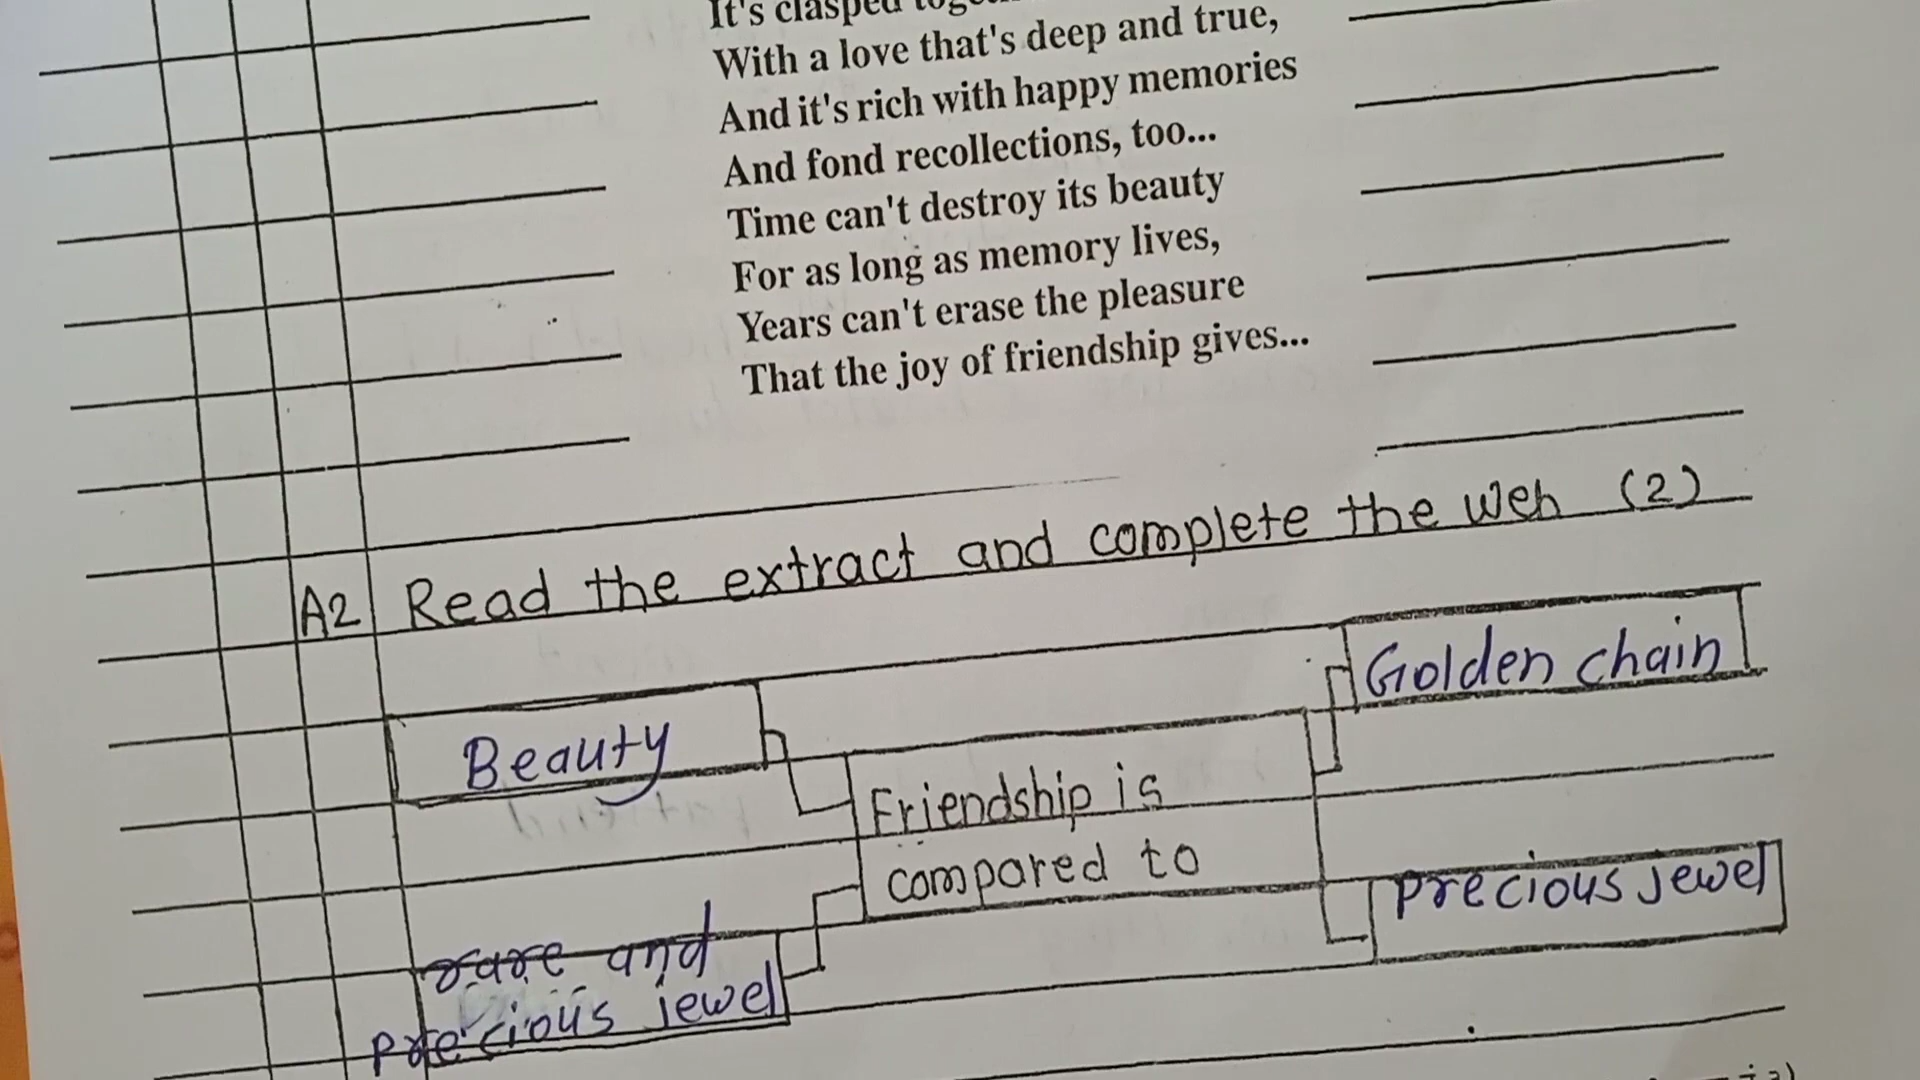 It's clasped
With a love that's deep and true,
And it's rich with happy memories
And fond recollections, too...
Time can't destroy its beauty
For as long as memory lives,
Years can't erase the pleasure
That the joy of friendship gives...
A2 Read the extract and complete the web (2)
Golden chain
Beauty
Friendship is
compared to
precious jewel
rare and
precious jewel